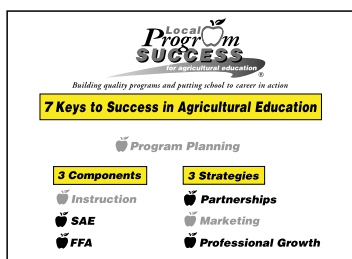 Local
Program
SUCCESS
for agricultural education
®
Building quality programs and putting school to career in action
7 Keys to Success in Agricultural Education
Program Planning
3 Components
Instruction
SAE
FFA
3 Strategies
Partnerships
Marketing
Professional Growth